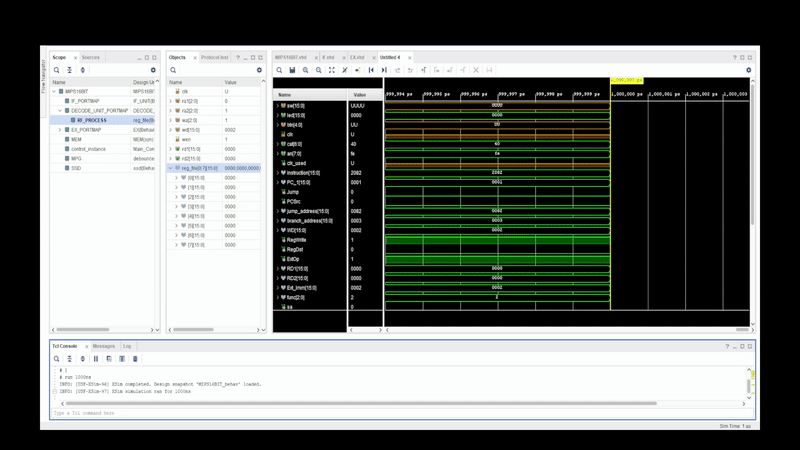 Flow Navigator
Scope
Sources
Name
Design
MIPS16BIT
MIPS1
IF_PORTMAP
IF_UNIT(B
DECODE_UNIT_PORTMAP
DECOD
RF_PROCESS
reg_file(B
EX_PORTMAP
EX(Behav
MEM
MEM(com
control_instance
Main_Con
MPG
debounce
SSD
ssd(Behav
Objects
Protocol Inst
Name
Value
clk
U
ra1[2:0]
0
ra2[2:0]
1
wa[2:0]
1
wd[15:0]
0002
wen
1
rd1[15:0]
0000
rd2[15:0]
0000
reg_file[0:7][15:0]
0000,0000,0000,
[0][15:0]
0000
[1][15:0]
0000
[2][15:0]
0000
[3][15:0]
0000
[4][15:0]
0000
[5][15:0]
0000
[6][15:0]
0000
[7][15:0]
0000
MIPS16BIT.vhd
EX.vhd
Untitled 4
1,000,000 ps
999,994 ps
999,995 ps
999,996 ps
999,997 ps
999,998 ps
999,999 ps
1,000,000 ps
1,000,001 ps
1,000,002 ps
1,000,003
Name
Value
sw[15:0]
UUUU
led[15:0]
0000
0000
btn[4:0]
UU
clk
U
cat[6:0]
40
40
an[7:0]
fe
fe
clk_used
U
instruction[15:0]
2082
2082
PC_1[15:0]
0001
0001
Jump
0
PCSrc
0
jump_address[15:0]
0082
0082
branch_address[15:0]
0003
0003
WD[15:0]
0002
0002
RegWrite
1
RegDst
0
ExtOp
1
RD1[15:0]
0000
0000
RD2[15:0]
0000
0000
Ext_Imm[15:0]
0002
0002
func[2:0]
2
2
sa
0
Tcl Console
Messages
Log
# }
# run 1000ns
INFO: [USF-XSim-96] XSim completed. Design snapshot 'MIPS16BIT_behav' loaded.
INFO: [USF-XSim-97] XSim simulation ran for 1000ns
Type a Tcl command here
Sim Time: 1 us